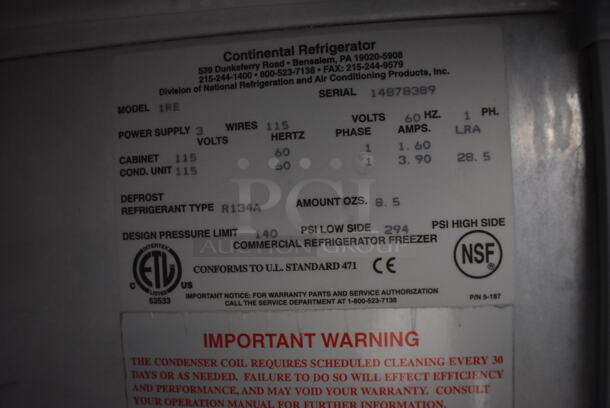 Continental Refrigerator
539 Dunksferry Road • Bensalem, PA 19020-5908
215-244-1400 • 800-523-7138 • FAX: 215-244-9579
Division of National Refrigeration and Air Conditioning Products, Inc.
MODEL 1RE SERIAL 14878389
POWER SUPPLY 3 WIRES 115 VOLTS 60 HZ. 1 PH.
VOLTS HERTZ PHASE AMPS. LRA
CABINET 115 60 1 1.60
COND. UNIT 115 60 1 3.90 28.5
DEFROST
REFRIGERANT TYPE R134A AMOUNT OZS. 8.5
DESIGN PRESSURE LIMIT 140 PSI LOW SIDE 294 PSI HIGH SIDE
COMMERCIAL REFRIGERATOR FREEZER
PCI
AUCTION GROUP
INTERTEK
ETL
LISTED
C US
53533
CONFORMS TO U.L. STANDARD 471 CE
NSF
IMPORTANT NOTICE: FOR WARRANTY PARTS AND SERVICE AUTHORIZATION
CALL THE SERVICE DEPARTMENT AT 1-800-523-7138
P/N 5-187
IMPORTANT WARNING
THE CONDENSER COIL REQUIRES SCHEDULED CLEANING EVERY 30
DAYS OR AS NEEDED. FAILURE TO DO SO WILL EFFECT EFFICIENCY
AND PERFORMANCE, AND MAY VOID YOUR WARRANTY. CONSULT
YOUR OPERATION MANUAL FOR FURTHER INFORMATION.